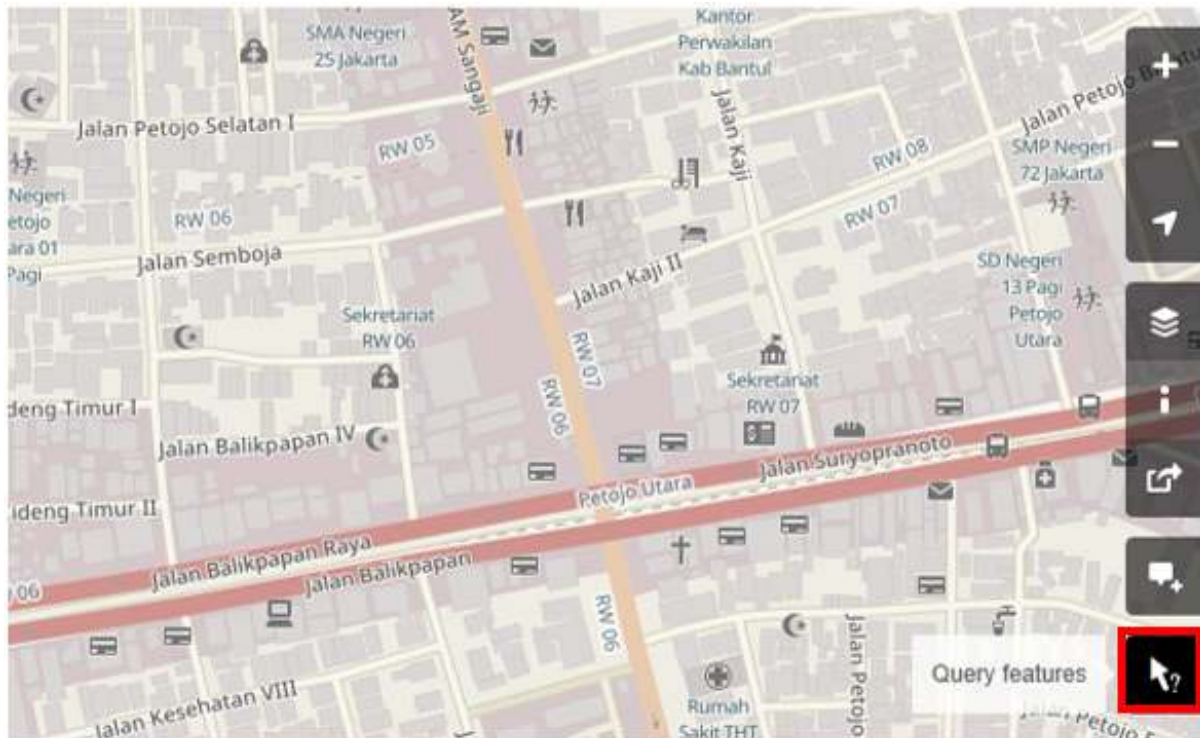 SMA Negeri
25 Jakarta
AM Sangaji
Kantor
Perwakilan
Kab Bantul
Jalan Petojo Selatan I
RW 05
Jalan Kaji
RW 08
Jalan Petojo
SMP Negeri
72 Jakarta
Negeri
etojo
ara 01
Pagi
RW 06
RW 07
Jalan Semboja
Jalan Kaji II
SD Negeri
13 Pagi
Petojo
Utara
Sekretariat
RW 06
RW 07
RW 06
Sekretariat
RW 07
deng Timur I
Jalan Balikpapan IV
Jalan Suryopranoto
Petojo Utara
ideng Timur II
Jalan Balikpapan Raya
Jalan Balikpapan
06
RW 06
Jalan Petojo
Query features
?
Jalan Kesehatan VIII
Rumah
Sakit THT
Jalan Petojo